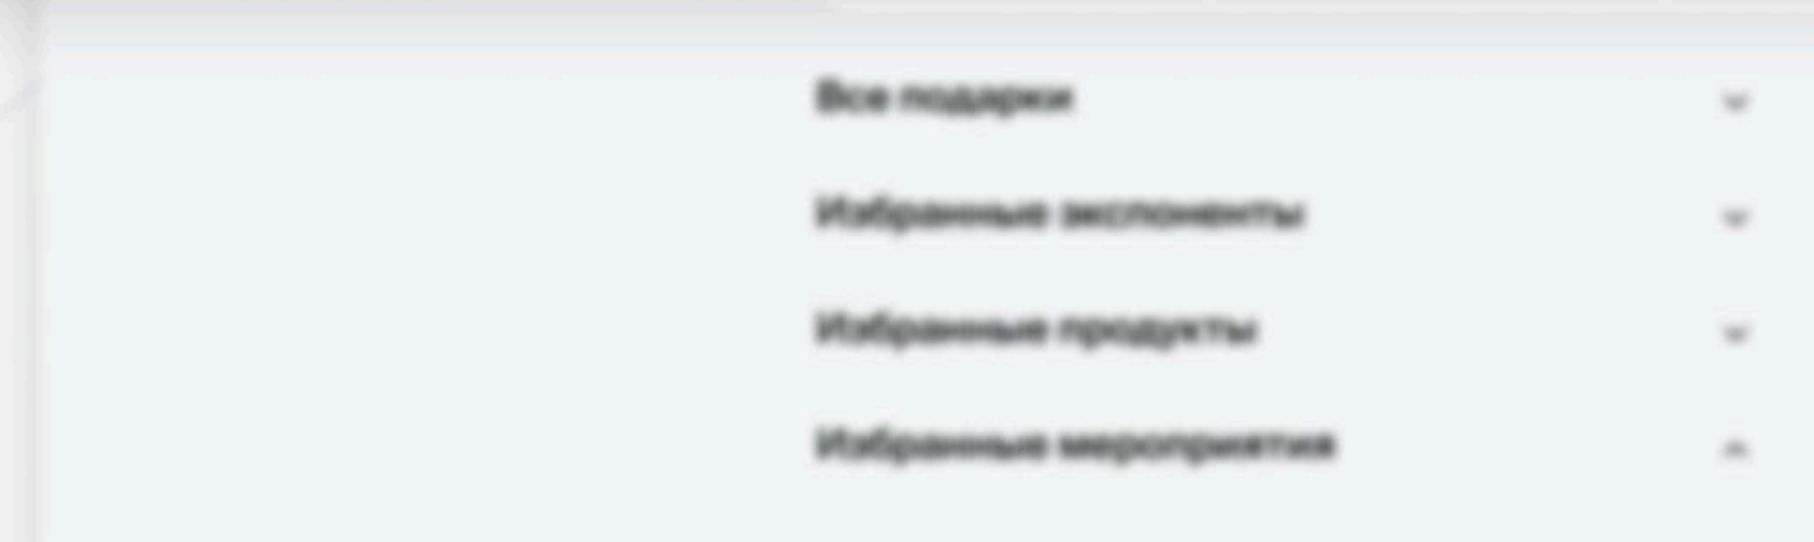 Все подарки
Избранные экспоненты
Избранные продукты
Избранные мероприятия